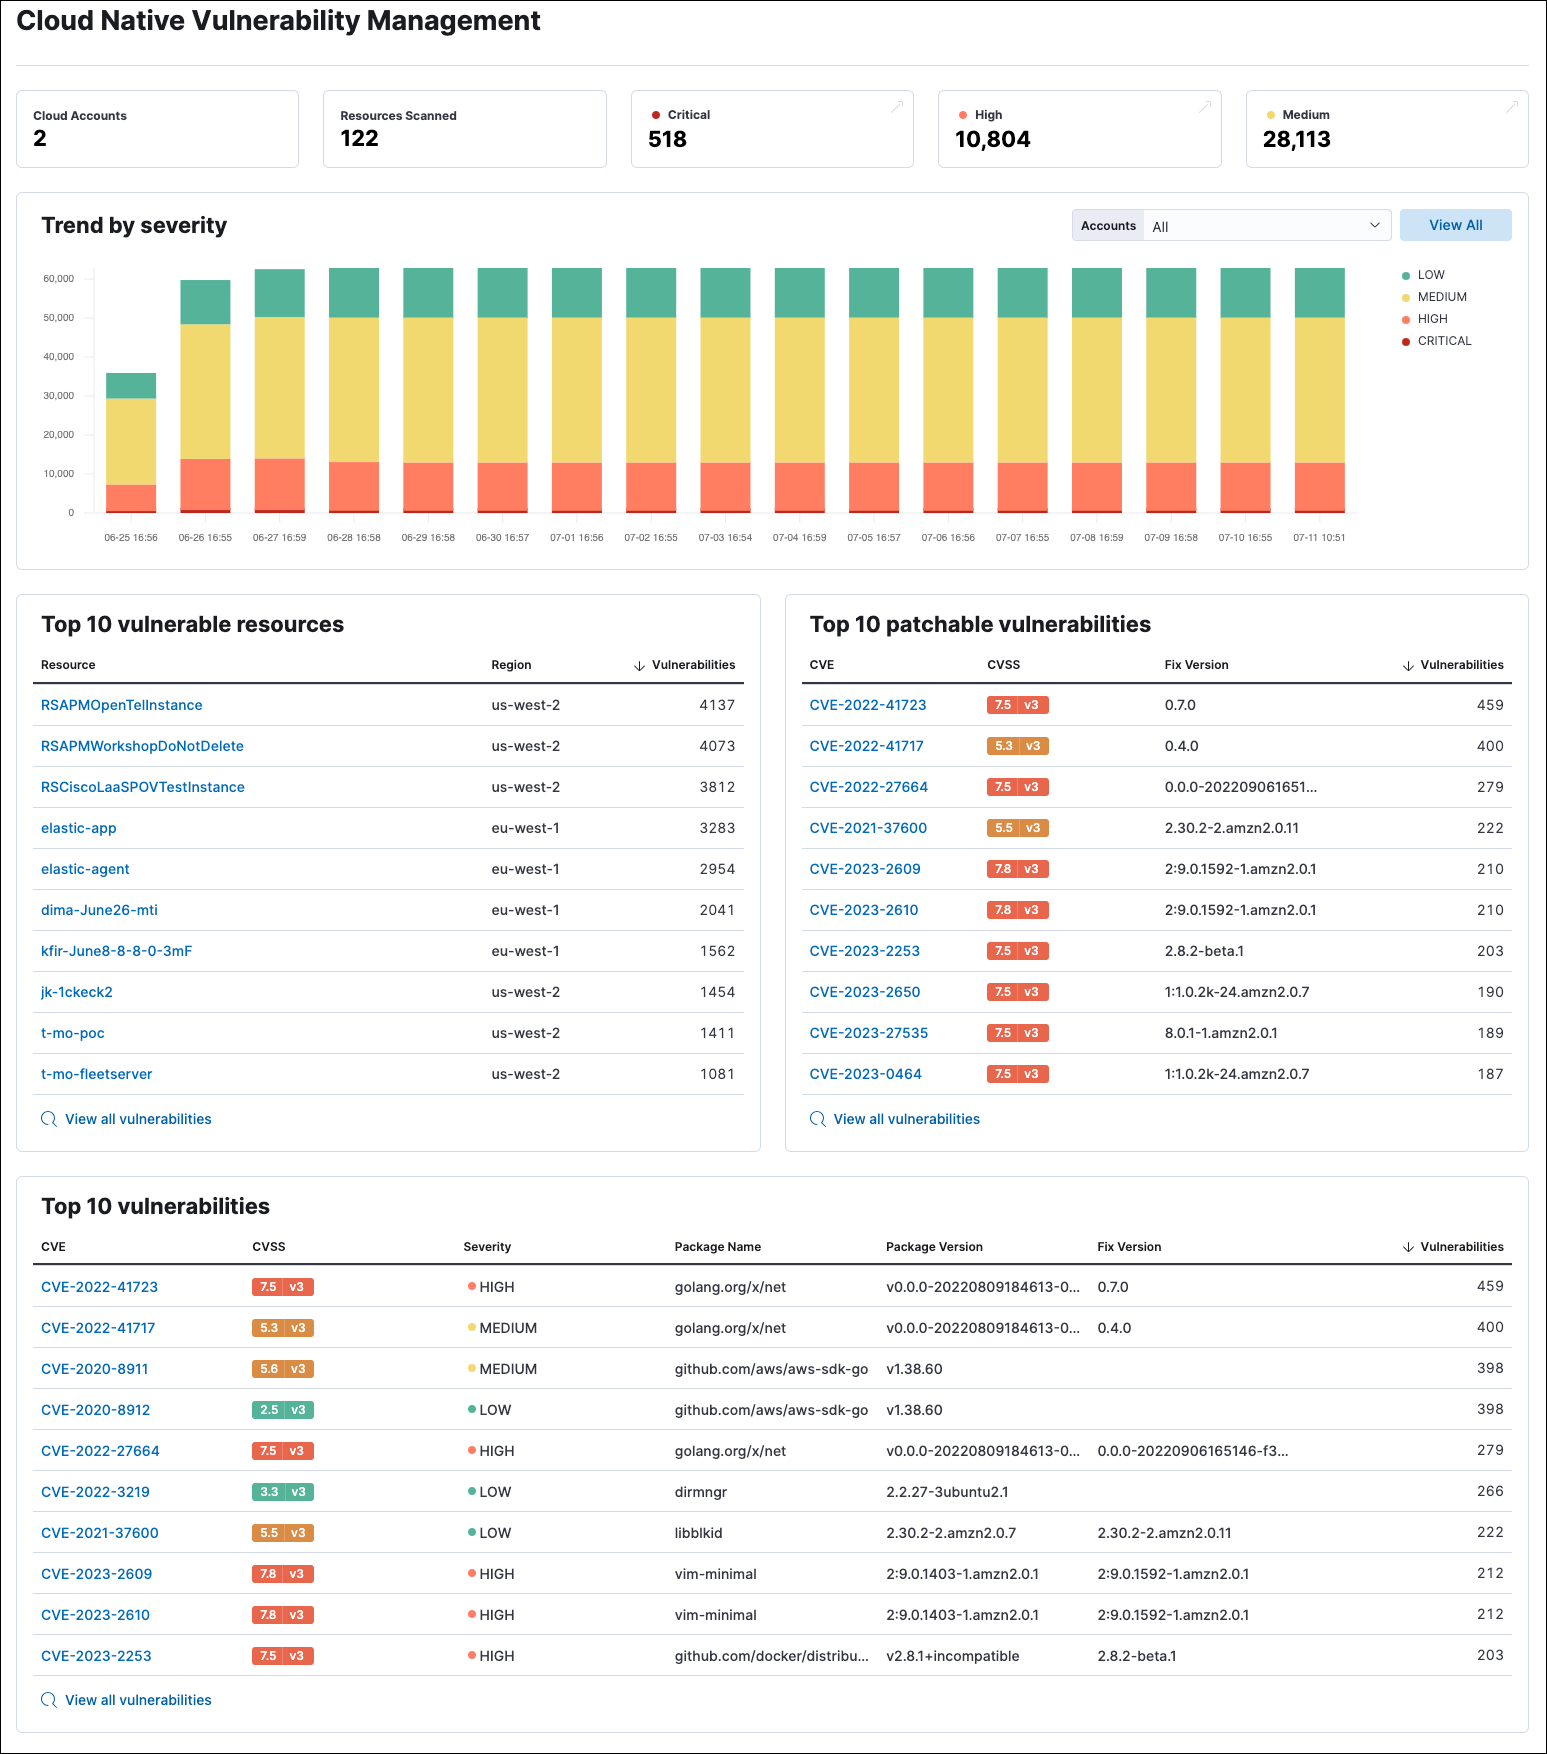 Cloud Native Vulnerability Management
Cloud Accounts
2
Resources Scanned
122
Critical
518
High
10,804
Medium
28,113
Trend by severity
Accounts All
View All
60,000
50,000
40,000
30,000
20,000
10,000
0
06-25 16:56 06-26 16:55 06-27 16:59 06-28 16:58 06-29 16:58 06-30 16:57 07-01 16:56 07-02 16:55 07-03 16:54 07-04 16:59 07-05 16:57 07-06 16:56 07-07 16:55 07-08 16:59 07-09 16:58 07-10 16:55 07-11 10:51
LOW
MEDIUM
HIGH
CRITICAL
Top 10 vulnerable resources
Resource Region Vulnerabilities
RSAPMOpenTelInstance us-west-2 4137
RSAPMWorkshopDoNotDelete us-west-2 4073
RSCiscoLaaSPOVTestInstance us-west-2 3812
elastic-app eu-west-1 3283
elastic-agent eu-west-1 2954
dima-June26-mti eu-west-1 2041
kfir-June8-8-8-0-3mF eu-west-1 1562
jk-1ckeck2 us-west-2 1454
t-mo-poc us-west-2 1411
t-mo-fleetserver us-west-2 1081
View all vulnerabilities
Top 10 patchable vulnerabilities
CVE CVSS Fix Version Vulnerabilities
CVE-2022-41723 7.5 v3 0.7.0 459
CVE-2022-41717 5.3 v3 0.4.0 400
CVE-2022-27664 7.5 v3 0.0.0-202209061651... 279
CVE-2021-37600 5.5 v3 2.30.2-2.amzn2.0.11 222
CVE-2023-2609 7.8 v3 2:9.0.1592-1.amzn2.0.1 210
CVE-2023-2610 7.8 v3 2:9.0.1592-1.amzn2.0.1 210
CVE-2023-2253 7.5 v3 2.8.2-beta.1 203
CVE-2023-2650 7.5 v3 1:1.0.2k-24.amzn2.0.7 190
CVE-2023-27535 7.5 v3 8.0.1-1.amzn2.0.1 189
CVE-2023-0464 7.5 v3 1:1.0.2k-24.amzn2.0.7 187
View all vulnerabilities
Top 10 vulnerabilities
CVE CVSS Severity Package Name Package Version Fix Version Vulnerabilities
CVE-2022-41723 7.5 v3 HIGH golang.org/x/net v0.0.0-20220809184613-0... 0.7.0 459
CVE-2022-41717 5.3 v3 MEDIUM golang.org/x/net v0.0.0-20220809184613-0... 0.4.0 400
CVE-2020-8911 5.6 v3 MEDIUM github.com/aws/aws-sdk-go v1.38.60 398
CVE-2020-8912 2.5 v3 LOW github.com/aws/aws-sdk-go v1.38.60 398
CVE-2022-27664 7.5 v3 HIGH golang.org/x/net v0.0.0-20220809184613-0... 0.0.0-20220906165146-f3... 279
CVE-2022-3219 3.3 v3 LOW dirmngr 2.2.27-3ubuntu2.1 266
CVE-2021-37600 5.5 v3 LOW libblkid 2.30.2-2.amzn2.0.7 2.30.2-2.amzn2.0.11 222
CVE-2023-2609 7.8 v3 HIGH vim-minimal 2:9.0.1403-1.amzn2.0.1 2:9.0.1592-1.amzn2.0.1 212
CVE-2023-2610 7.8 v3 HIGH vim-minimal 2:9.0.1403-1.amzn2.0.1 2:9.0.1592-1.amzn2.0.1 212
CVE-2023-2253 7.5 v3 HIGH github.com/docker/distribu... v2.8.1+incompatible 2.8.2-beta.1 203
View all vulnerabilities